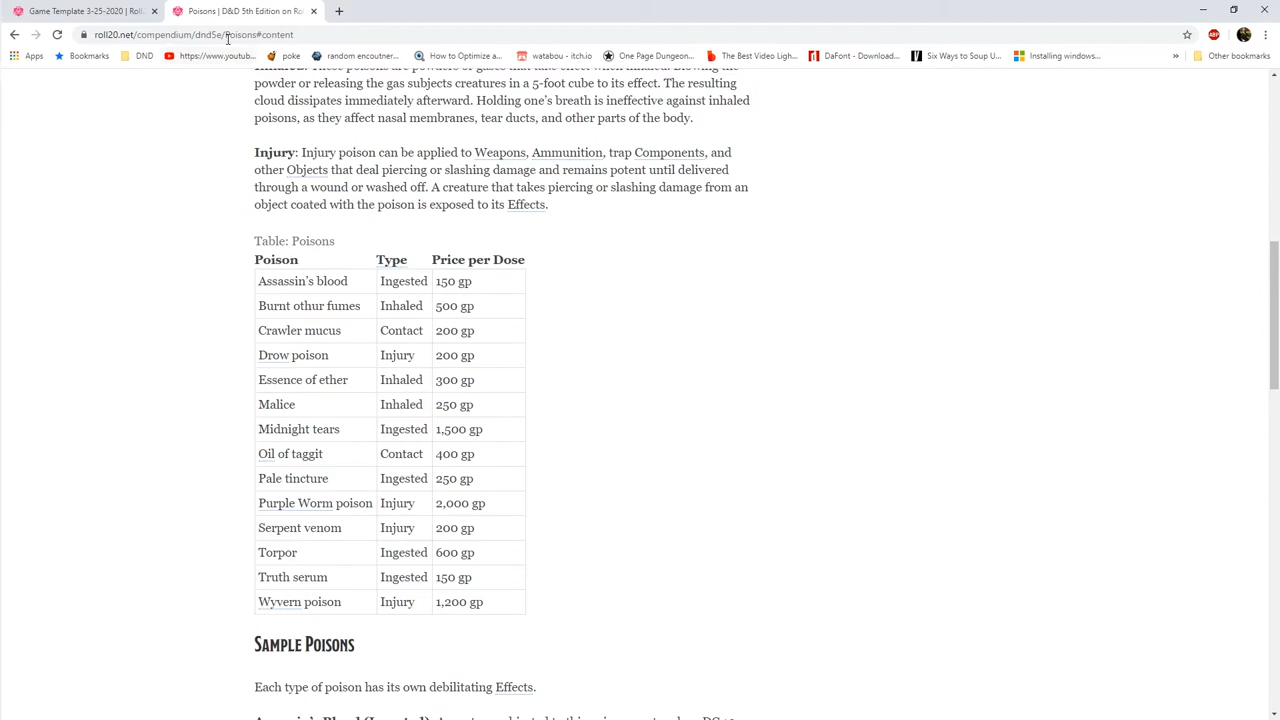 Game Template 3-25-2020 | Roll
Poisons | D&D 5th Edition on Rol
roll20.net/compendium/dnd5e/Poisons#content
ABP
Apps
Bookmarks
DND
https://www.youtub...
poke
random encoutner...
How to Optimize a...
watabou - itch.io
One Page Dungeon...
The Best Video Ligh...
DaFont - Download...
Six Ways to Soup U...
Installing windows...
»
Other bookmarks
powder or releasing the gas subjects creatures in a 5-foot cube to its effect. The resulting
cloud dissipates immediately afterward. Holding one's breath is ineffective against inhaled
poisons, as they affect nasal membranes, tear ducts, and other parts of the body.
Injury: Injury poison can be applied to Weapons, Ammunition, trap Components, and
other Objects that deal piercing or slashing damage and remains potent until delivered
through a wound or washed off. A creature that takes piercing or slashing damage from an
object coated with the poison is exposed to its Effects.
Table: Poisons
Poison Type Price per Dose
Assassin's blood Ingested 150 gp
Burnt othur fumes Inhaled 500 gp
Crawler mucus Contact 200 gp
Drow poison Injury 200 gp
Essence of ether Inhaled 300 gp
Malice Inhaled 250 gp
Midnight tears Ingested 1,500 gp
Oil of taggit Contact 400 gp
Pale tincture Ingested 250 gp
Purple Worm poison Injury 2,000 gp
Serpent venom Injury 200 gp
Torpor Ingested 600 gp
Truth serum Ingested 150 gp
Wyvern poison Injury 1,200 gp
Sample Poisons
Each type of poison has its own debilitating Effects.